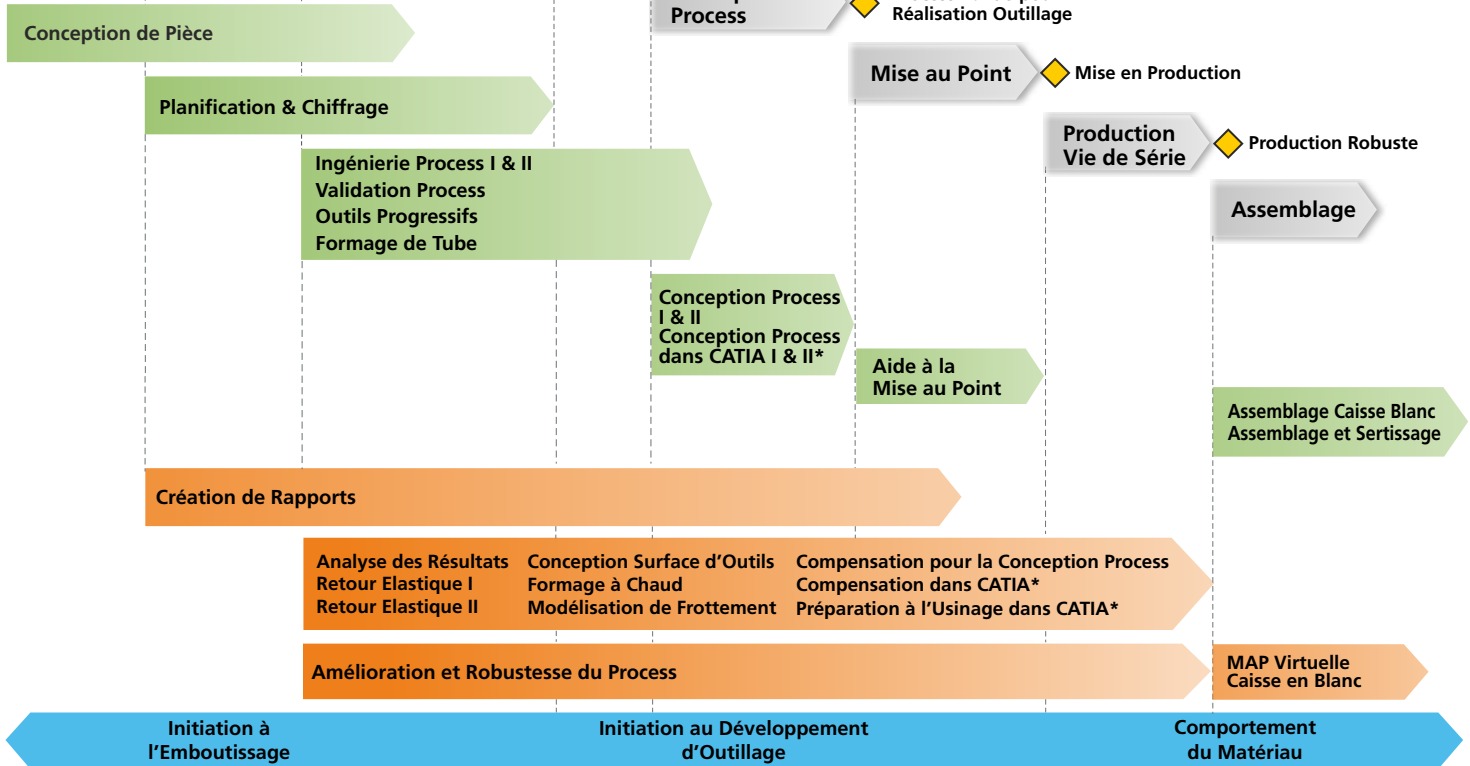 Process
Réalisation Outillage
Conception de Pièce
Mise au Point
Mise en Production
Planification & Chiffrage
Production
Vie de Série
Production Robuste
Ingénierie Process I & II
Validation Process
Outils Progressifs
Formage de Tube
Assemblage
Conception Process
I & II
Conception Process
dans CATIA I & II*
Aide à la
Mise au Point
Assemblage Caisse Blanc
Assemblage et Sertissage
Création de Rapports
Analyse des Résultats
Retour Elastique I
Retour Elastique II
Conception Surface d’Outils
Formage à Chaud
Modélisation de Frottement
Compensation pour la Conception Process
Compensation dans CATIA*
Préparation à l’Usinage dans CATIA*
Amélioration et Robustesse du Process
MAP Virtuelle
Caisse en Blanc
Initiation à
l’Emboutissage
Initiation au Développement
d’Outillage
Comportement
du Matériau